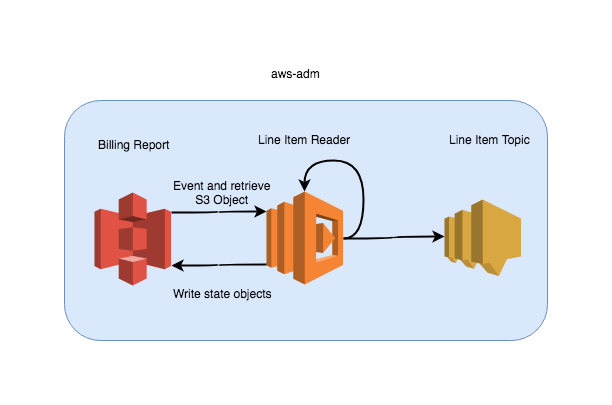 aws-adm
Billing Report
Line Item Reader
Line Item Topic
Event and retrieve
S3 Object
Write state objects